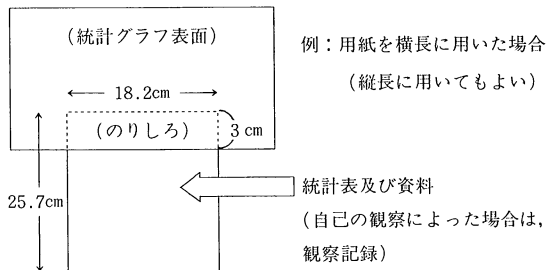 (統計グラフ表面)
例：用紙を横長に用いた場合
(縦長に用いてもよい)
18.2cm
(のりしろ)
3cm
25.7cm
統計表及び資料
(自己の観察によった場合は,
観察記録)